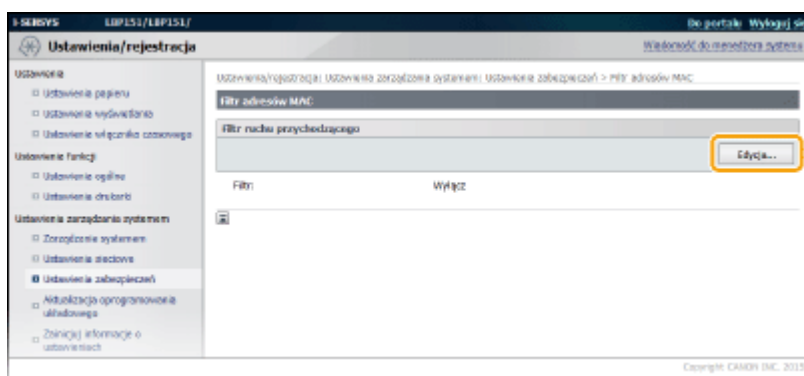 i-SENSYS LBP151/LBP151/ Do portalu Wyloguj się
Ustawienia/rejestracja Wiadomość do menedżera systemu
Ustawienia
Ustawienia papieru
Ustawienia wyświetlania
Ustawienia włącznika czasowego
Ustawienia funkcji
Ustawienia ogólne
Ustawienia drukarki
Ustawienia zarządzania systemem
Zarządzanie systemem
Ustawienia sieciowe
Ustawienia zabezpieczeń
Aktualizacja oprogramowania
układowego
Zainicjuj informacje o
ustawieniach
Ustawienia/rejestracja: Ustawienia zarządzania systemem: Ustawienia zabezpieczeń > Filtr adresów MAC
Filtr adresów MAC
Filtr ruchu przychodzącego
Edycja...
Filtr: Wyłącz
Copyright CANON INC. 2013